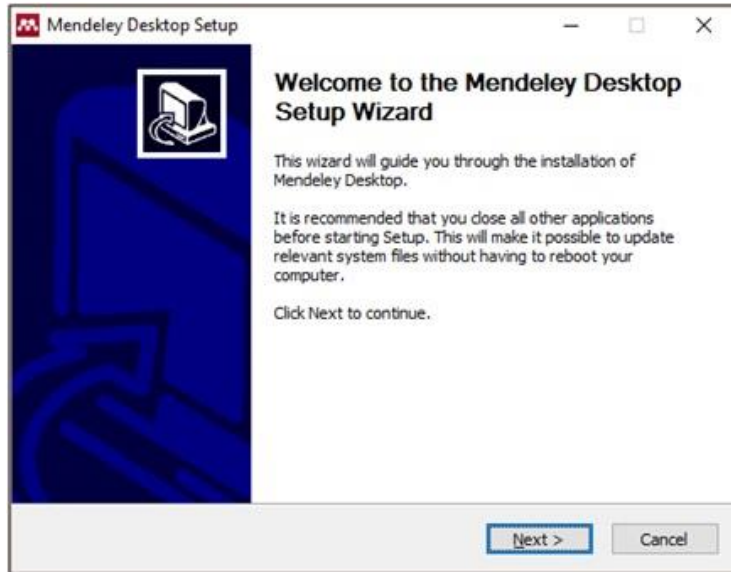 Mendeley Desktop Setup
Welcome to the Mendeley Desktop
Setup Wizard
This wizard will guide you through the installation of
Mendeley Desktop.
It is recommended that you close all other applications
before starting Setup. This will make it possible to update
relevant system files without having to reboot your
computer.
Click Next to continue.
Next >
Cancel